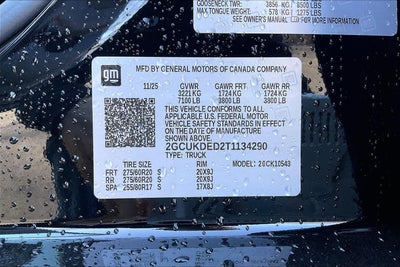 GOOSENECK TWR: 3856 KG / 8500 LBS
MAX TONGUE WEIGHT: 578 KG / 1275 LBS
SEE OWNER'S MANUAL FOR ADDITIONAL
gm
MFD BY GENERAL MOTORS OF CANADA COMPANY
11/25 GVWR GAWR FRT GAWR RR
3221 KG 1724 KG 1724 KG
7100 LB 3800 LB 3800 LB
THIS VEHICLE CONFORMS TO ALL
APPLICABLE U.S. FEDERAL MOTOR
VEHICLE SAFETY STANDARDS IN
EFFECT ON THE DATE OF
MANUFACTURE SHOWN ABOVE.
2GCUKDED2T1134290
TYPE: TRUCK
MODEL: 20CK10543
TIRE SIZE RIM
FRT 275/60R20 S 20X9J
RR 275/60R20 S 20X9J
SPA 255/80R17 S 17X8J